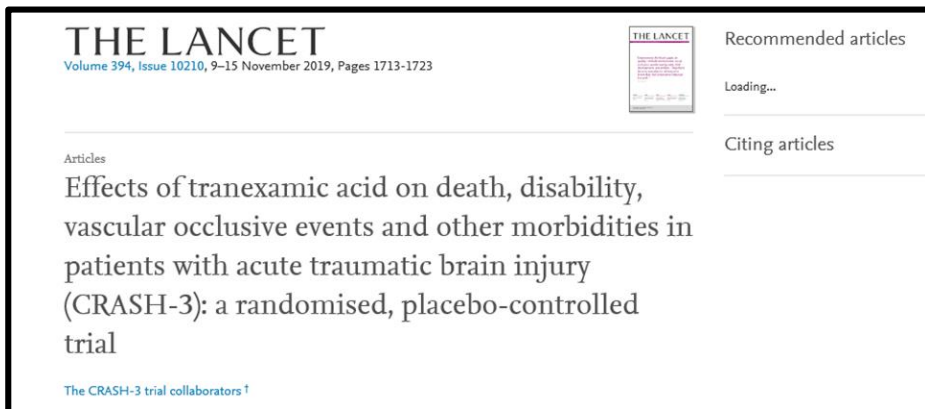 THE LANCET
Volume 394, Issue 10210, 9–15 November 2019, Pages 1713-1723
THE LANCET
Recommended articles
Loading...
Citing articles
Articles
Effects of tranexamic acid on death, disability,
vascular occlusive events and other morbidities in
patients with acute traumatic brain injury
(CRASH-3): a randomised, placebo-controlled
trial
The CRASH-3 trial collaborators †